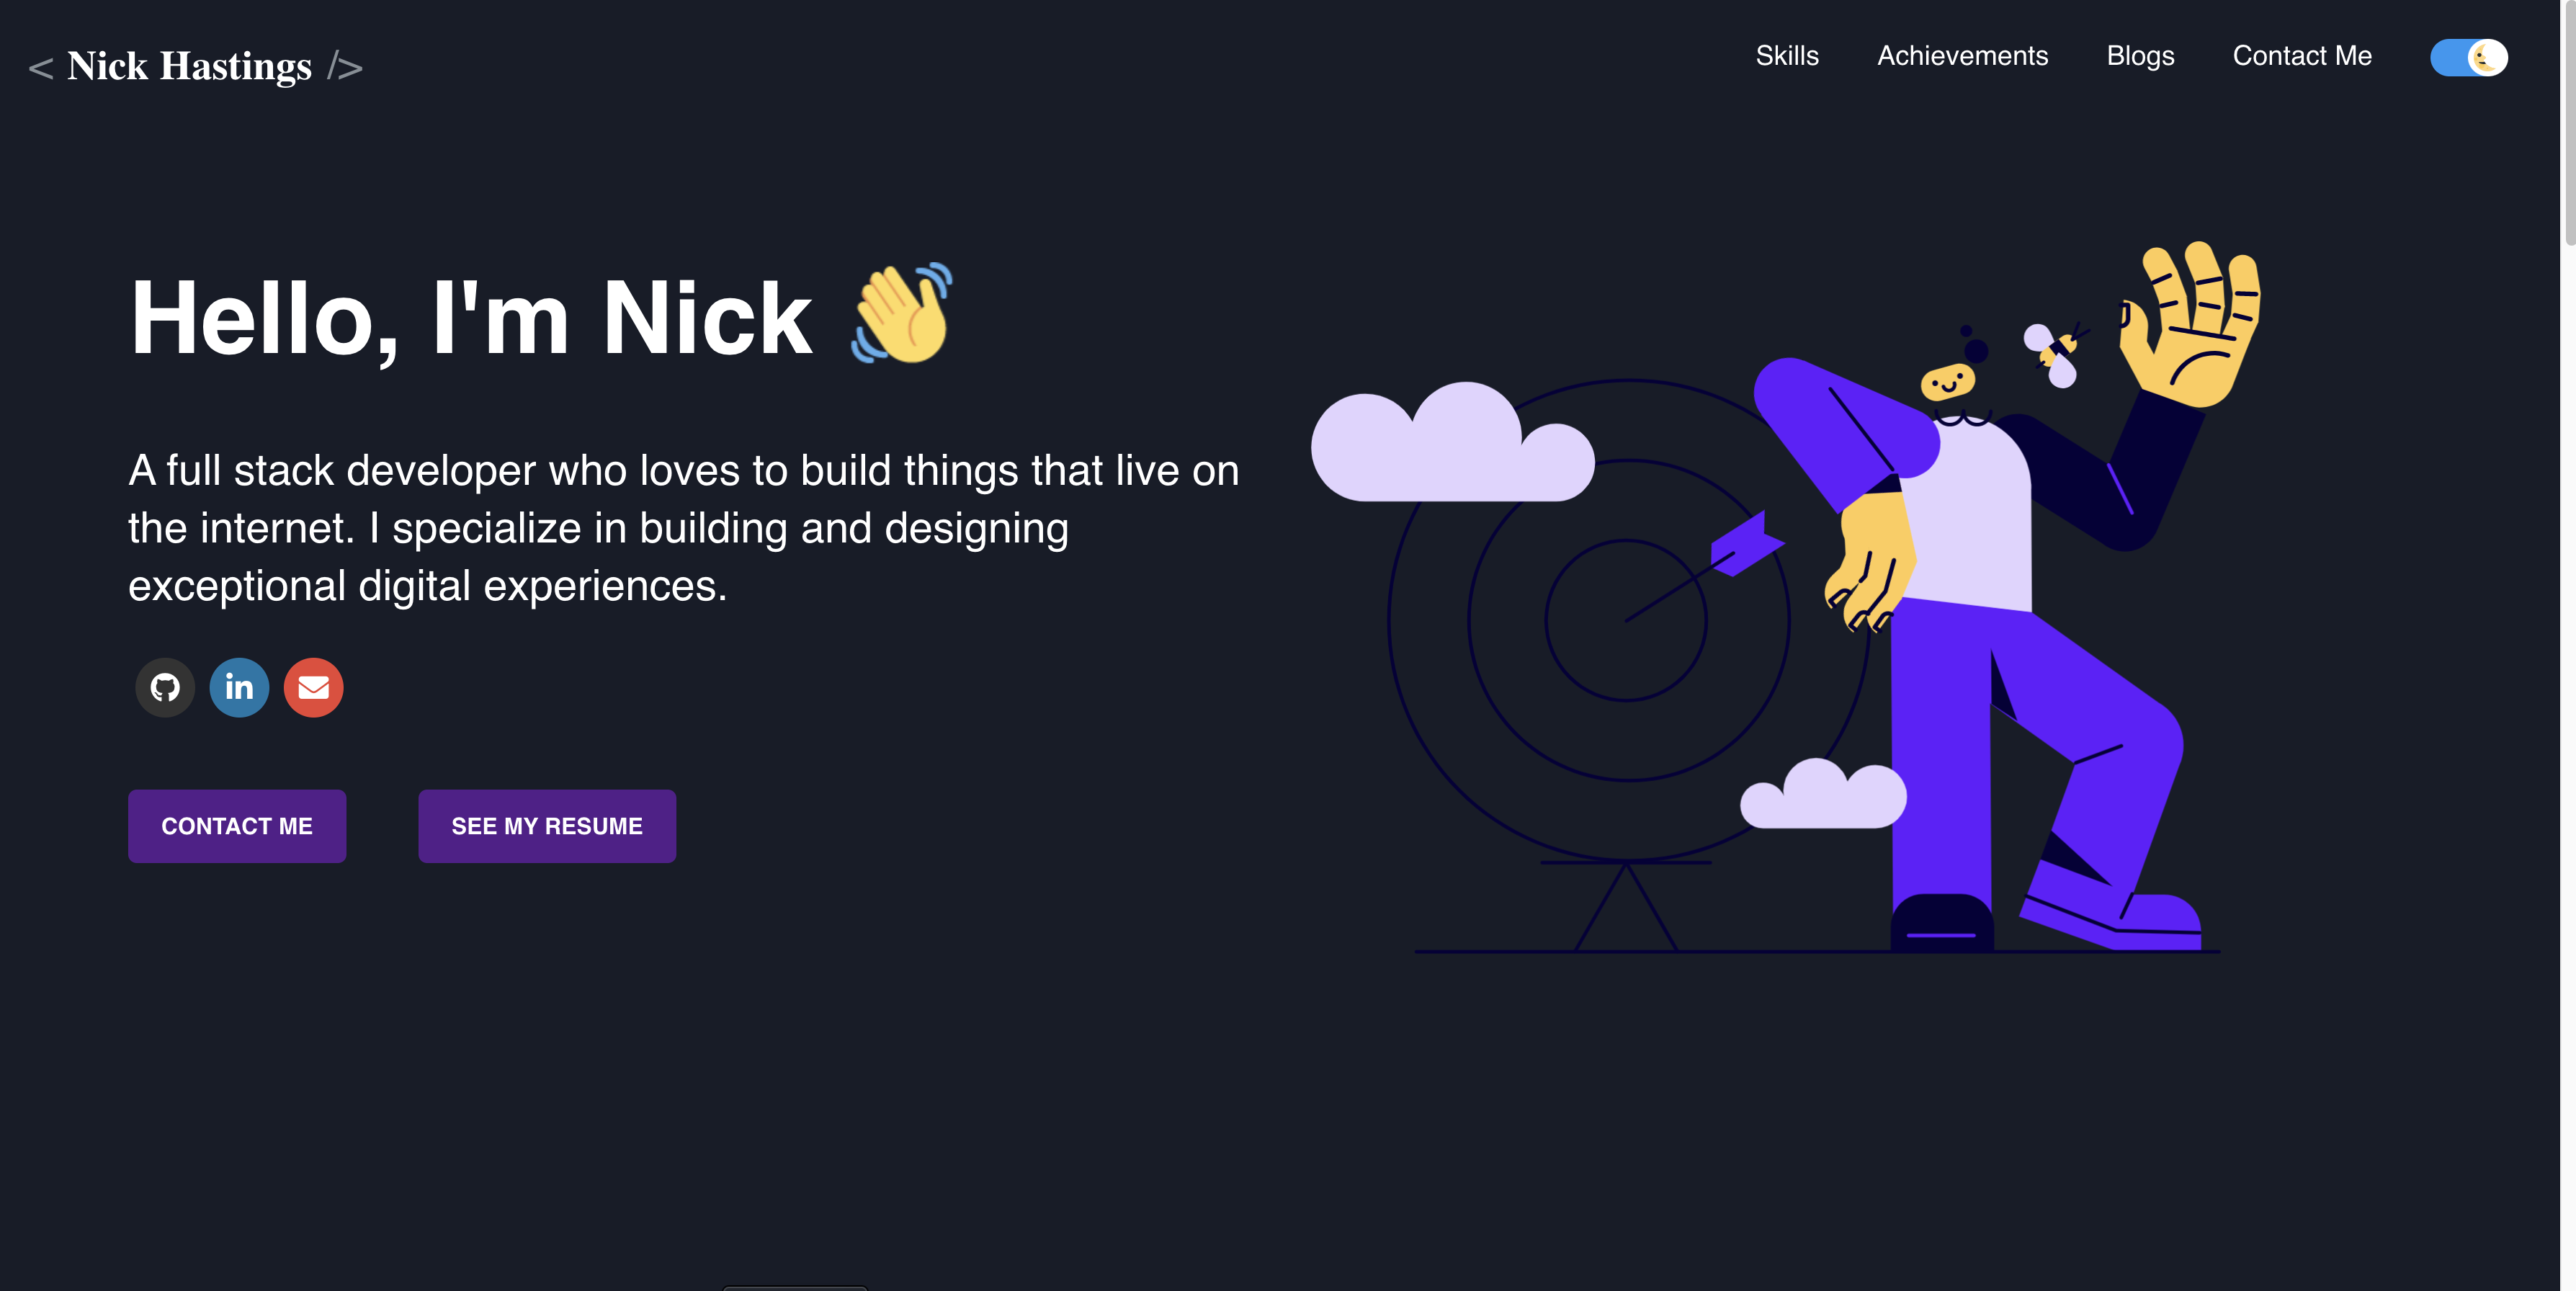 < Nick Hastings />
Skills Achievements Blogs Contact Me
Hello, I'm Nick 👋
A full stack developer who loves to build things that live on
the internet. I specialize in building and designing
exceptional digital experiences.
in
CONTACT ME SEE MY RESUME